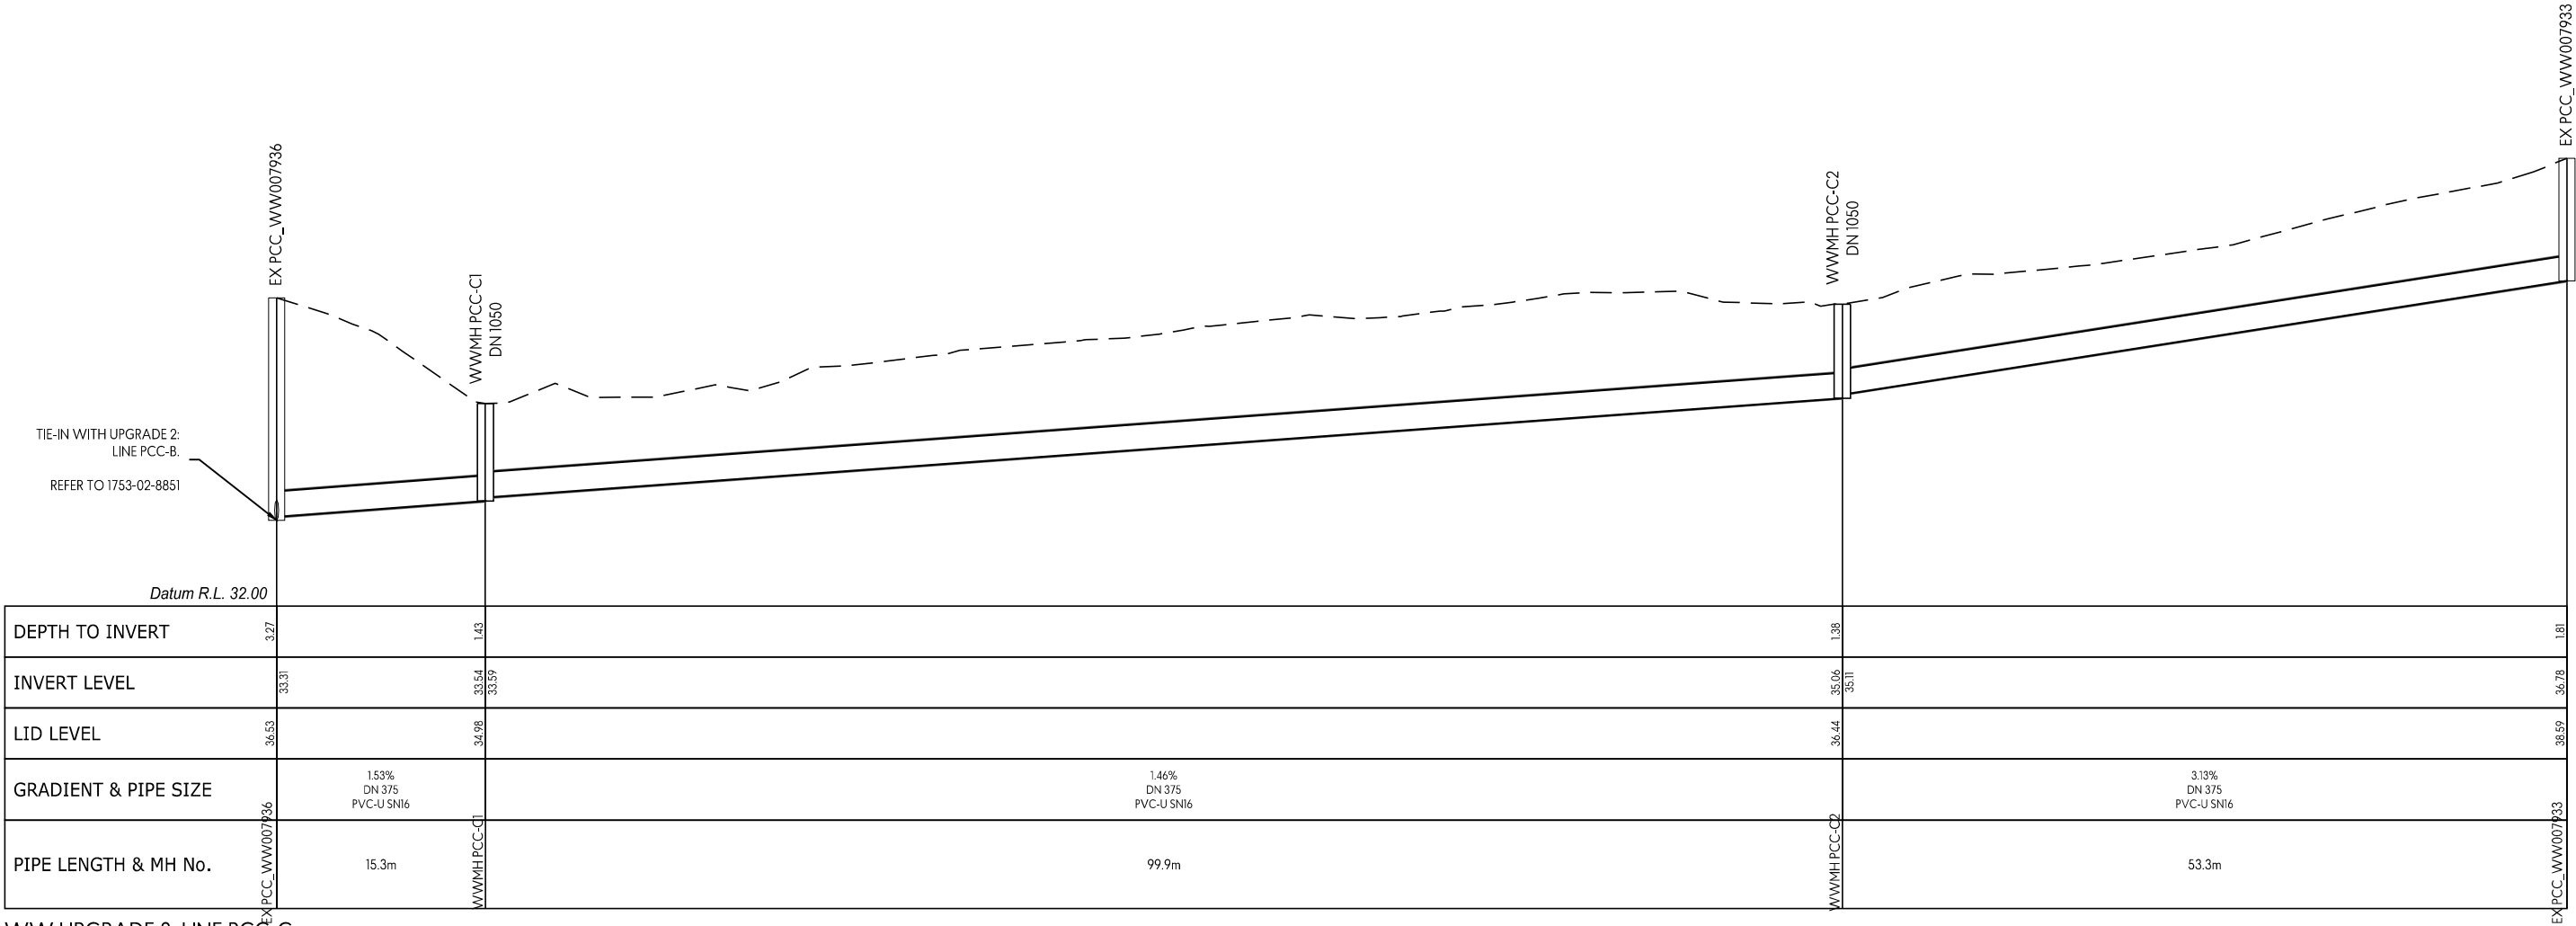 EX PCC_WW007936
WWMH PCC-C1
DN 1050
WWMH PCC-C2
DN 1050
EX PCC_WW007933
TIE-IN WITH UPGRADE 2:
LINE PCC-B.
REFER TO 1753-02-8851
Datum R.L. 32.00
DEPTH TO INVERT
3.27
1.43
1.38
1.81
INVERT LEVEL
33.31
33.54
33.59
35.06
35.11
36.78
LID LEVEL
36.53
34.98
36.44
38.59
GRADIENT & PIPE SIZE
1.53%
DN 375
PVC-U SN16
1.46%
DN 375
PVC-U SN16
3.13%
DN 375
PVC-U SN16
PIPE LENGTH & MH No.
EX PCC_WW007936
15.3m
WWMH PCC-C1
99.9m
WWMH PCC-C2
53.3m
EX PCC_WW007933